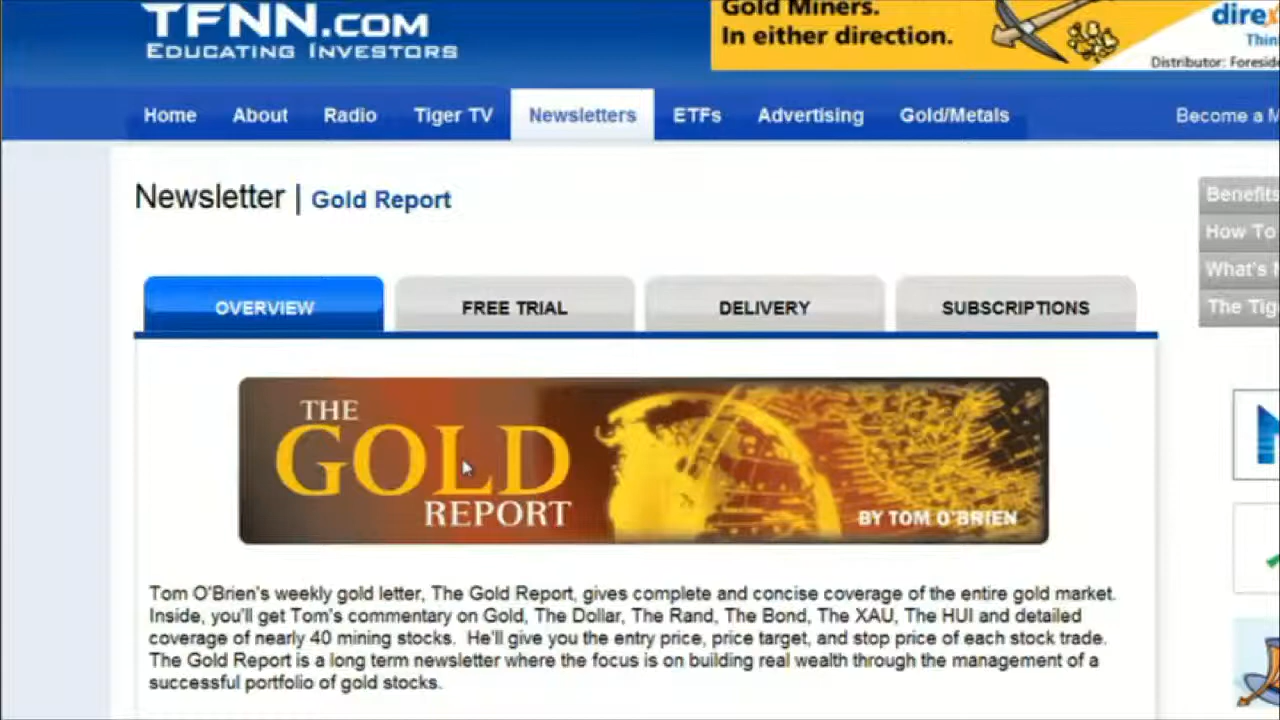 TFNN.COM
EDUCATING INVESTORS
Gold Miners.
In either direction.
Distributor:
Home About Radio Tiger TV Newsletters ETFs Advertising Gold/Metals Become a
Newsletter | Gold Report
Benefits
How To
What's
The
OVERVIEW FREE TRIAL DELIVERY SUBSCRIPTIONS
THE
GOLD
REPORT
BY TOM O'BRIEN
Tom O'Brien's weekly gold letter, The Gold Report, gives complete and concise coverage of the entire gold market.
Inside, you'll get Tom's commentary on Gold, The Dollar, The Rand, The Bond, The XAU, The HUI and detailed
coverage of nearly 40 mining stocks. He'll give you the entry price, price target, and stop price of each stock trade.
The Gold Report is a long term newsletter where the focus is on building real wealth through the management of a
successful portfolio of gold stocks.